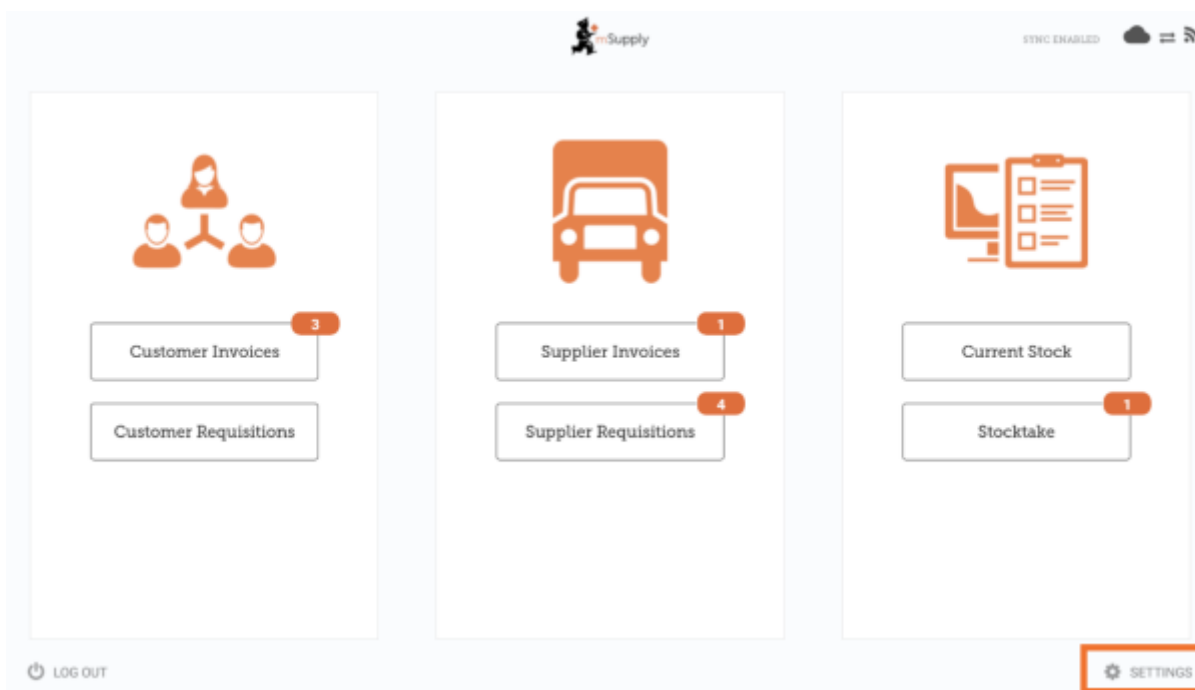 mSupply
SYNC ENABLED
3
Customer Invoices
Customer Requisitions
1
Supplier Invoices
4
Supplier Requisitions
Current Stock
1
Stocktake
LOG OUT
SETTINGS